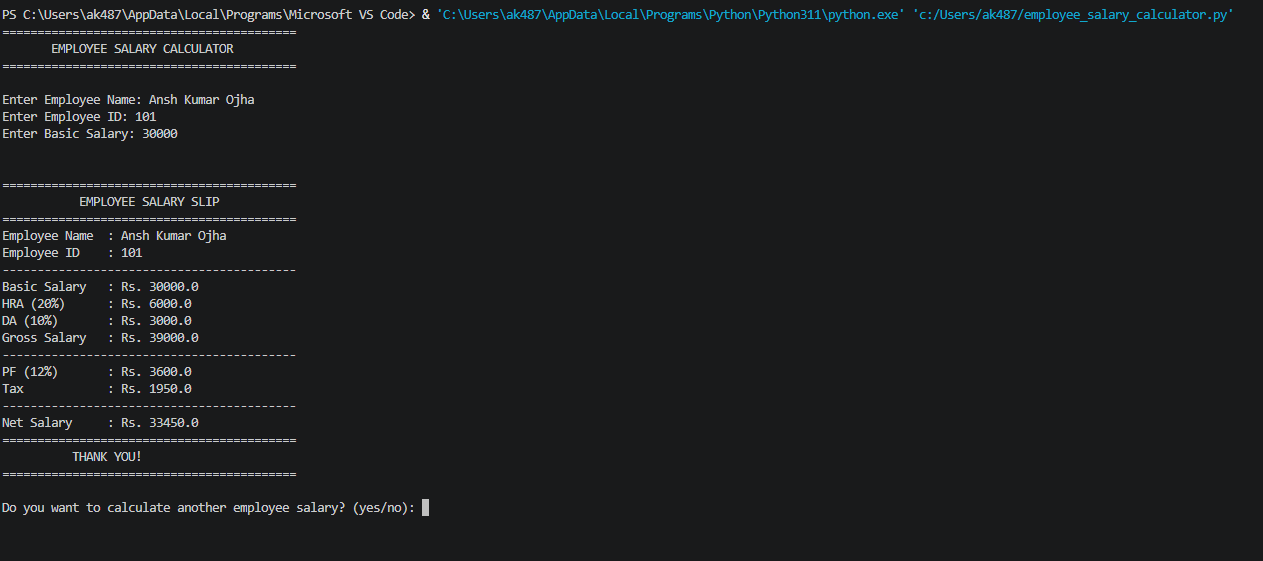 PS C:\Users\ak487\AppData\Local\Programs\Microsoft VS Code> & 'C:\Users\ak487\AppData\Local\Programs\Python\Python311\python.exe' 'c:/Users/ak487/employee_salary_calculator.py'
==========================================
       EMPLOYEE SALARY CALCULATOR
==========================================

Enter Employee Name: Ansh Kumar Ojha
Enter Employee ID: 101
Enter Basic Salary: 30000


==========================================
           EMPLOYEE SALARY SLIP
==========================================
Employee Name  : Ansh Kumar Ojha
Employee ID    : 101
------------------------------------------
Basic Salary   : Rs. 30000.0
HRA (20%)      : Rs. 6000.0
DA (10%)       : Rs. 3000.0
Gross Salary   : Rs. 39000.0
------------------------------------------
PF (12%)       : Rs. 3600.0
Tax            : Rs. 1950.0
------------------------------------------
Net Salary     : Rs. 33450.0
==========================================
          THANK YOU!
==========================================

Do you want to calculate another employee salary? (yes/no):